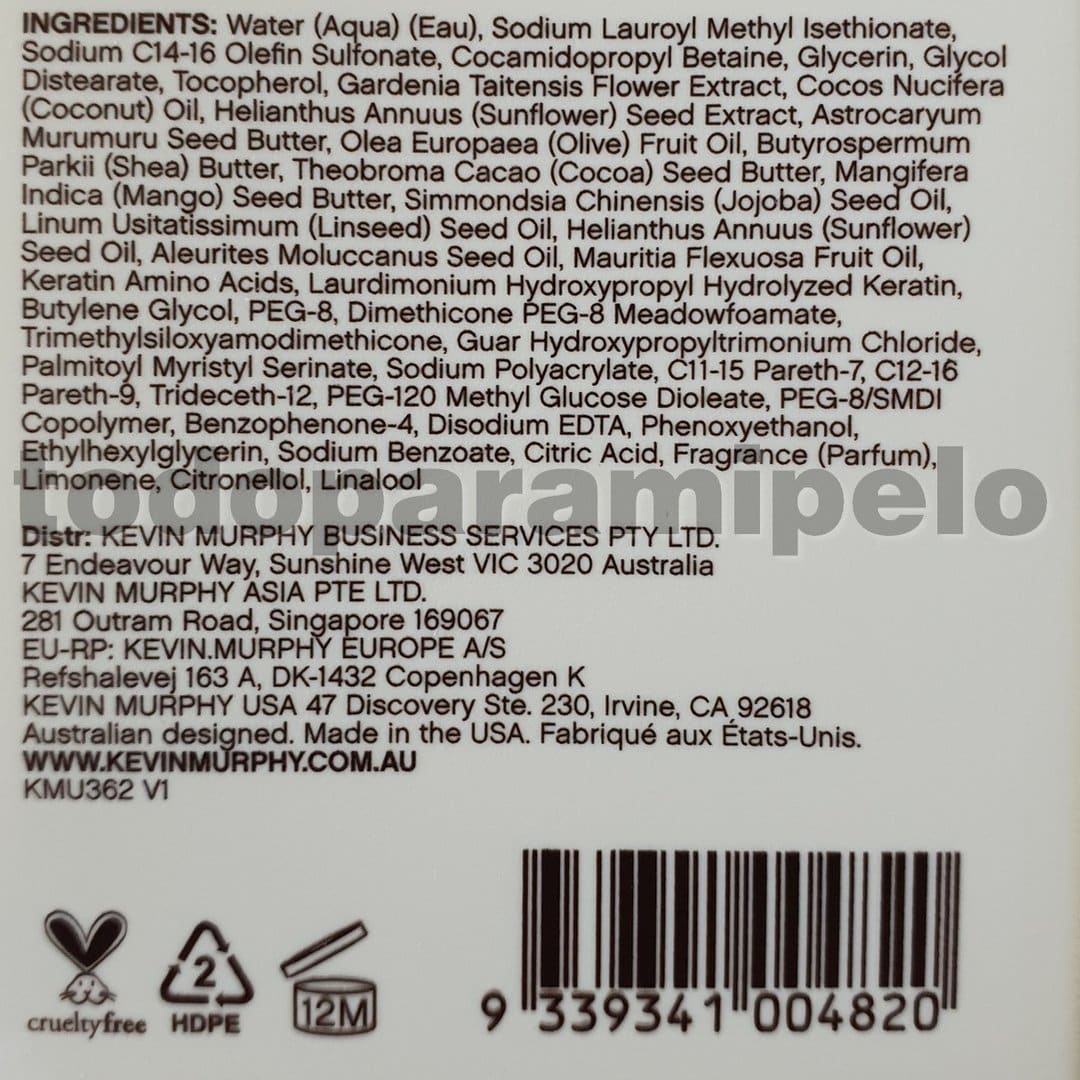 INGREDIENTS: Water (Aqua) (Eau), Sodium Lauroyl Methyl Isethionate,
Sodium C14-16 Olefin Sulfonate, Cocamidopropyl Betaine, Glycerin, Glycol
Distearate, Tocopherol, Gardenia Taitensis Flower Extract, Cocos Nucifera
(Coconut) Oil, Helianthus Annuus (Sunflower) Seed Extract, Astrocaryum
Murumuru Seed Butter, Olea Europaea (Olive) Fruit Oil, Butyrospermum
Parkii (Shea) Butter, Theobroma Cacao (Cocoa) Seed Butter, Mangifera
Indica (Mango) Seed Butter, Simmondsia Chinensis (Jojoba) Seed Oil,
Linum Usitatissimum (Linseed) Seed Oil, Helianthus Annuus (Sunflower)
Seed Oil, Aleurites Moluccanus Seed Oil, Mauritia Flexuosa Fruit Oil,
Keratin Amino Acids, Laurdimonium Hydroxypropyl Hydrolyzed Keratin,
Butylene Glycol, PEG-8, Dimethicone PEG-8 Meadowfoamate,
Trimethylsiloxyamodimethicone, Guar Hydroxypropyltrimonium Chloride,
Palmitoyl Myristyl Serinate, Sodium Polyacrylate, C11-15 Pareth-7, C12-16
Pareth-9, Trideceth-12, PEG-120 Methyl Glucose Dioleate, PEG-8/SMDI
Copolymer, Benzophenone-4, Disodium EDTA, Phenoxyethanol,
Ethylhexylglycerin, Sodium Benzoate, Citric Acid, Fragrance (Parfum),
Limonene, Citronellol, Linalool
todoparamipelo
Distr: KEVIN MURPHY BUSINESS SERVICES PTY LTD.
7 Endeavour Way, Sunshine West VIC 3020 Australia
KEVIN MURPHY ASIA PTE LTD.
281 Outram Road, Singapore 169067
EU-RP: KEVIN.MURPHY EUROPE A/S
Refshalevej 163 A, DK-1432 Copenhagen K
KEVIN MURPHY USA 47 Discovery Ste. 230, Irvine, CA 92618
Australian designed. Made in the USA. Fabriqué aux États-Unis.
WWW.KEVINMURPHY.COM.AU
KMU362 V1
crueltyfree
2
HDPE
12M
9 339341 004820